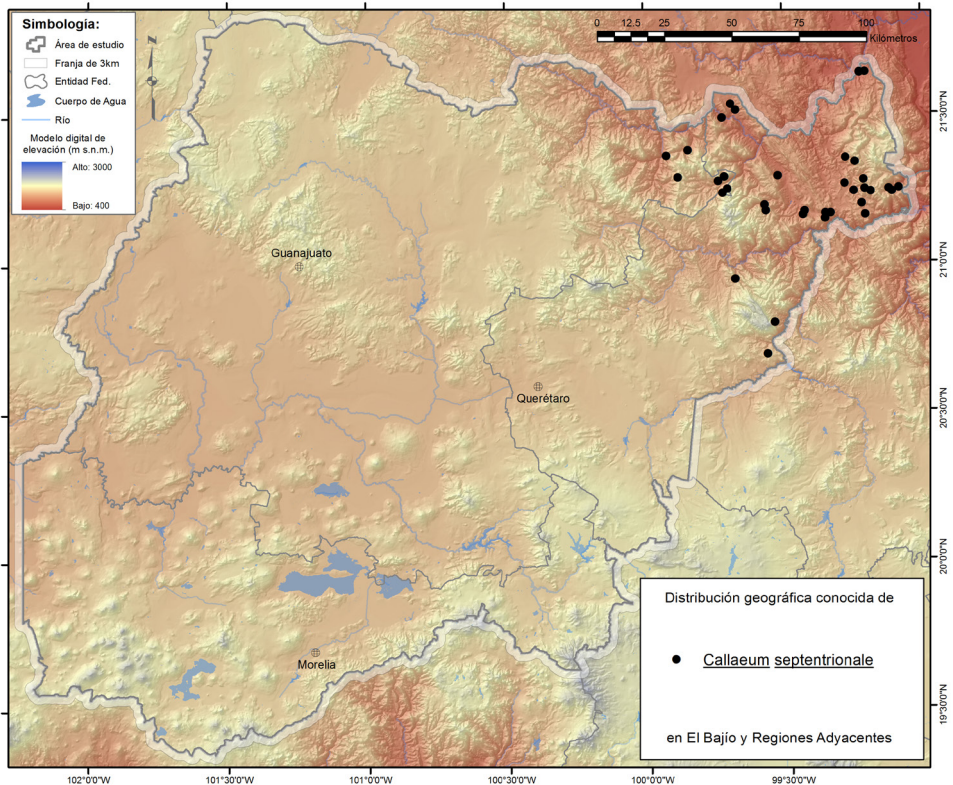 Simbología:
Área de estudio
Franja de 3km
Entidad Fed.
Cuerpo de Agua
Río
Modelo digital de
elevación (m s.n.m.)
Alto: 3000
Bajo: 400
N
0 12.5 25 50 75 100
Kilómetros
Guanajuato
Querétaro
Morelia
21°30'0"N
21°0'0"N
20°30'0"N
20°0'0"N
19°30'0"N
Distribución geográfica conocida de
Callaeum septentrionale
en El Bajío y Regiones Adyacentes
102°0'0"W 101°30'0"W 101°0'0"W 100°30'0"W 100°0'0"W 99°30'0"W